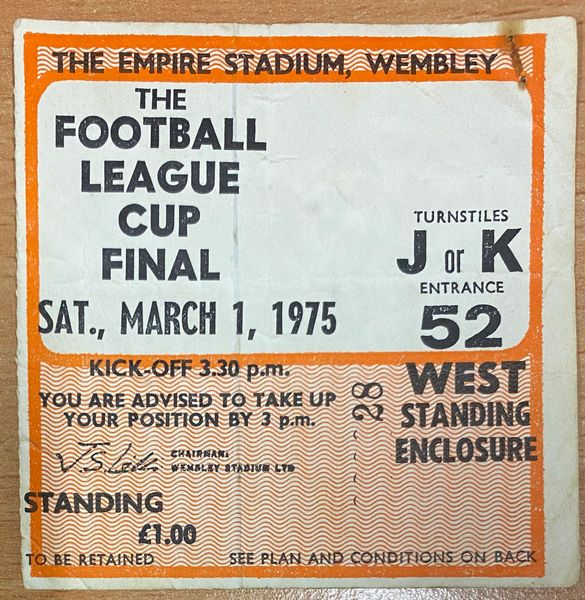 THE EMPIRE STADIUM, WEMBLEY
THE
FOOTBALL
LEAGUE
CUP
FINAL
SAT., MARCH 1, 1975
TURNSTILES
J or K
ENTRANCE
52
WEST
STANDING
ENCLOSURE
KICK-OFF 3.30 p.m.
YOU ARE ADVISED TO TAKE UP
YOUR POSITION BY 3 p.m.
28
CHAIRMAN:
WEMBLEY STADIUM LTD
STANDING
£1.00
TO BE RETAINED
SEE PLAN AND CONDITIONS ON BACK